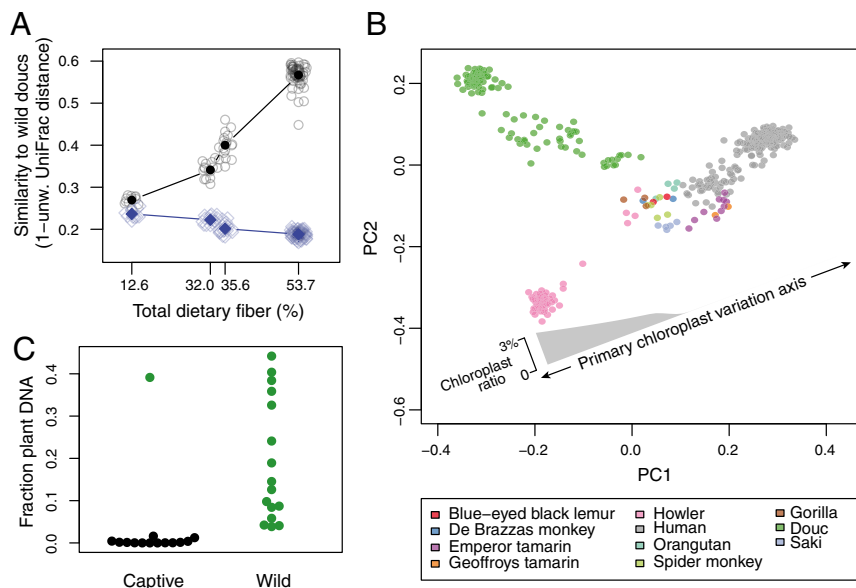 A
Similarity to wild doucs
(1−unw. UniFrac distance)
0.6
0.5
0.4
0.3
0.2
12.6
32.0
35.6
53.7
Total dietary fiber (%)
B
PC2
0.2
0.0
−0.2
−0.4
−0.6
Chloroplast
ratio
3%
0
Primary chloroplast variation axis
−0.4
−0.2
0.0
0.2
0.4
PC1
C
Fraction plant DNA
0.4
0.3
0.2
0.1
0.0
Captive
Wild
Blue−eyed black lemur
De Brazzas monkey
Emperor tamarin
Geoffroys tamarin
Howler
Human
Orangutan
Spider monkey
Gorilla
Douc
Saki